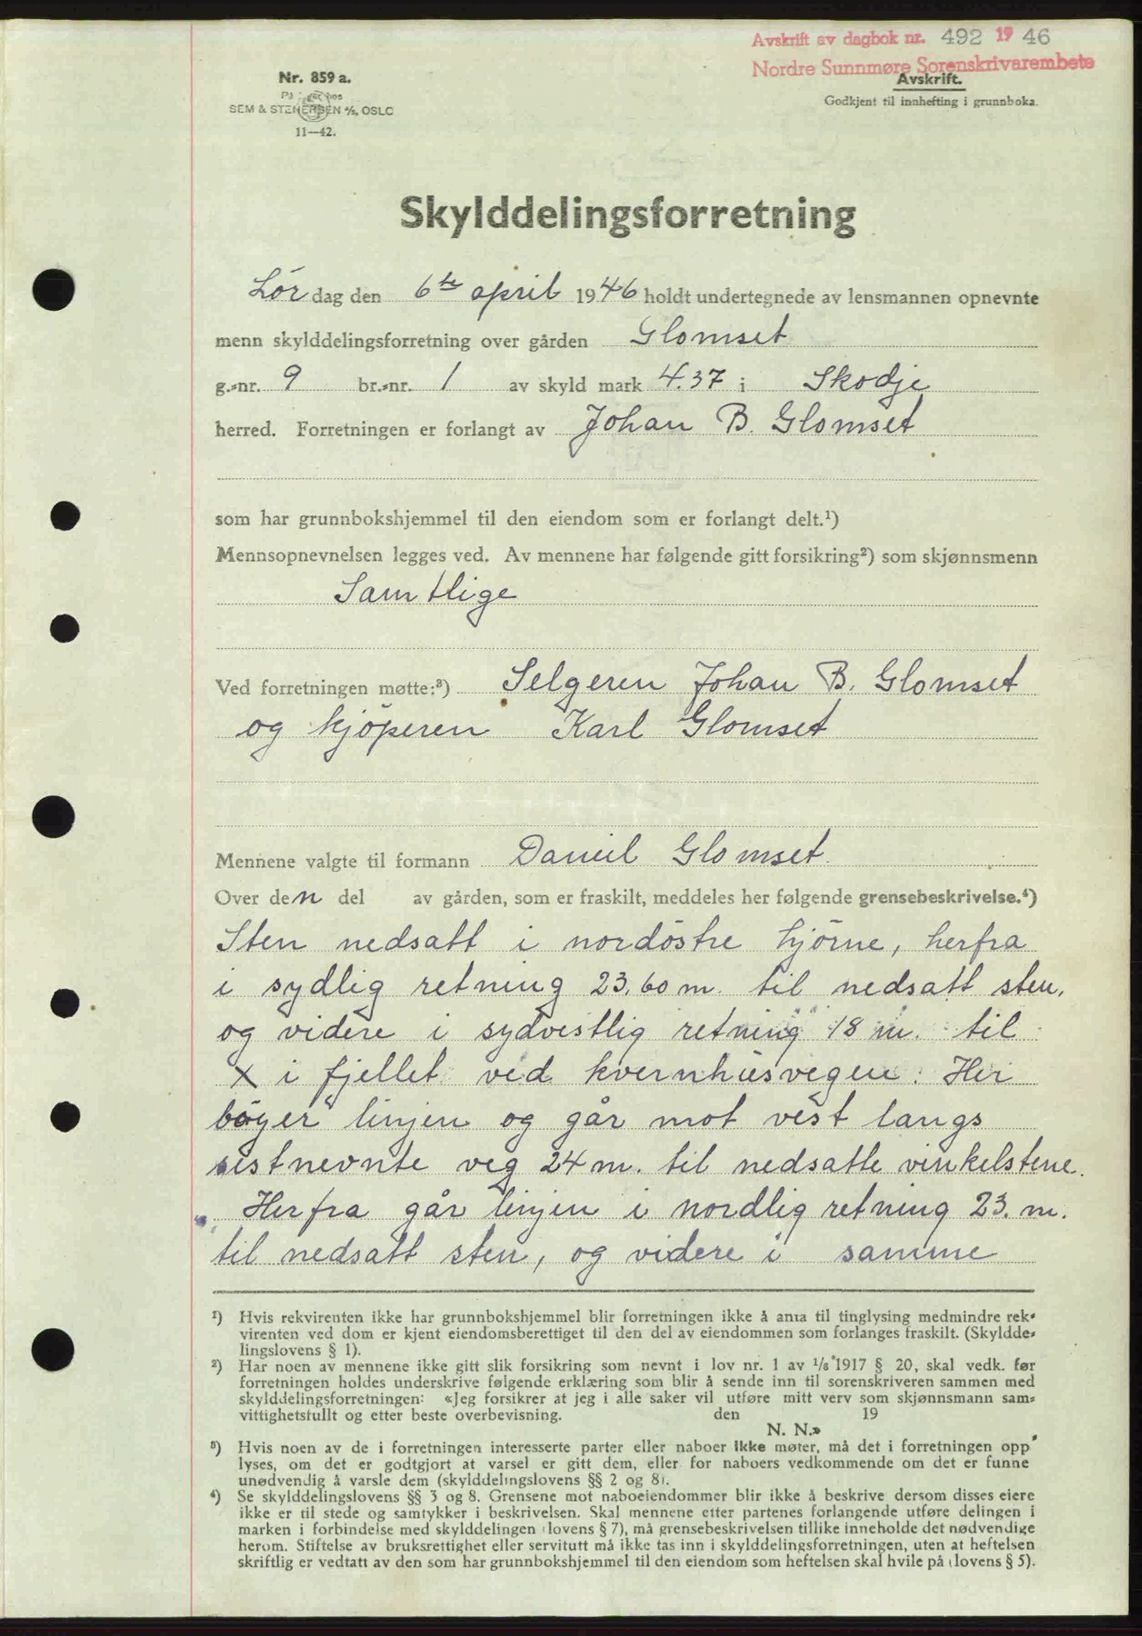 Avskrift av dagbok nr. 492 1946
Nordre Sunnmøre Sorenskrivarembete
Nr. 859 a.
SEM & STENERSEN A/S, OSLO
11—42.
Avskrift.
Godkjent til innhefting i grunnboka.
Skylddelingsforretning
Lördag den 6te april 1946 holdt undertegnede av lensmannen opnevnte
menn skylddelingsforretning over gården Glomset
g.-nr. 9 br.-nr. 1 av skyld mark 4.37 i Skodje
herred. Forretningen er forlangt av Johan B. Glomset
som har grunnbokshjemmel til den eiendom som er forlangt delt.¹)
Mennsopnevnelsen legges ved. Av mennene har følgende gitt forsikring²) som skjønnsmenn
Samtlige
Ved forretningen møtte:³) Selgeren Johan B. Glomset
og kjöperen Karl Glomset
Mennene valgte til formann Daniel Glomset.
Over den del av gården, som er fraskilt, meddeles her følgende grensebeskrivelse.⁴)
Sten nedsatt i nordöstre hjörne, herfra
i sydlig retning 23.60 m. til nedsatt sten,
og videre i sydvestlig retning 18 m. til
X i fjellet ved kvernhusvegen. Her
böyer linjen og går mot vest langs
sistnevnte veg 24 m. til nedsatte vinkelstene.
Herfra går linjen i nordlig retning 23. m.
til nedsatt sten, og videre i samme
¹) Hvis rekvirenten ikke har grunnbokshjemmel blir forretningen ikke å anta til tinglysing medmindre rek-
virenten ved dom er kjent eiendomsberettiget til den del av eiendommen som forlanges fraskilt. (Skyldde-
lingslovens § 1).
²) Har noen av mennene ikke gitt slik forsikring som nevnt i lov nr. 1 av 1/6 1917 § 20, skal vedk. før
forretningen holdes underskrive følgende erklæring som blir å sende inn til sorenskriveren sammen med
skylddelingsforretningen: «Jeg forsikrer at jeg i alle saker vil utføre mitt verv som skjønnsmann sam-
vittighetsfullt og etter beste overbevisning. den 19
N. N.»
³) Hvis noen av de i forretningen interesserte parter eller naboer ikke møter, må det i forretningen opp
lyses, om det er godtgjort at varsel er gitt dem, eller for naboers vedkommende om det er funne
unødvendig å varsle dem (skylddelingslovens §§ 2 og 8).
⁴) Se skylddelingslovens §§ 3 og 8. Grensene mot naboeiendommer blir ikke å beskrive dersom disses eiere
ikke er til stede og samtykker i beskrivelsen. Skal mennene etter partenes forlangende utføre delingen i
marken i forbindelse med skylddelingen (lovens § 7), må grensebeskrivelsen tillike inneholde det nødvendige
herom. Stiftelse av bruksrettighet eller servitutt må ikke tas inn i skylddelingsforretningen, uten at heftelsen
skriftlig er vedtatt av den som har grunnbokshjemmel til den eiendom som heftelsen skal hvile på (lovens § 5).